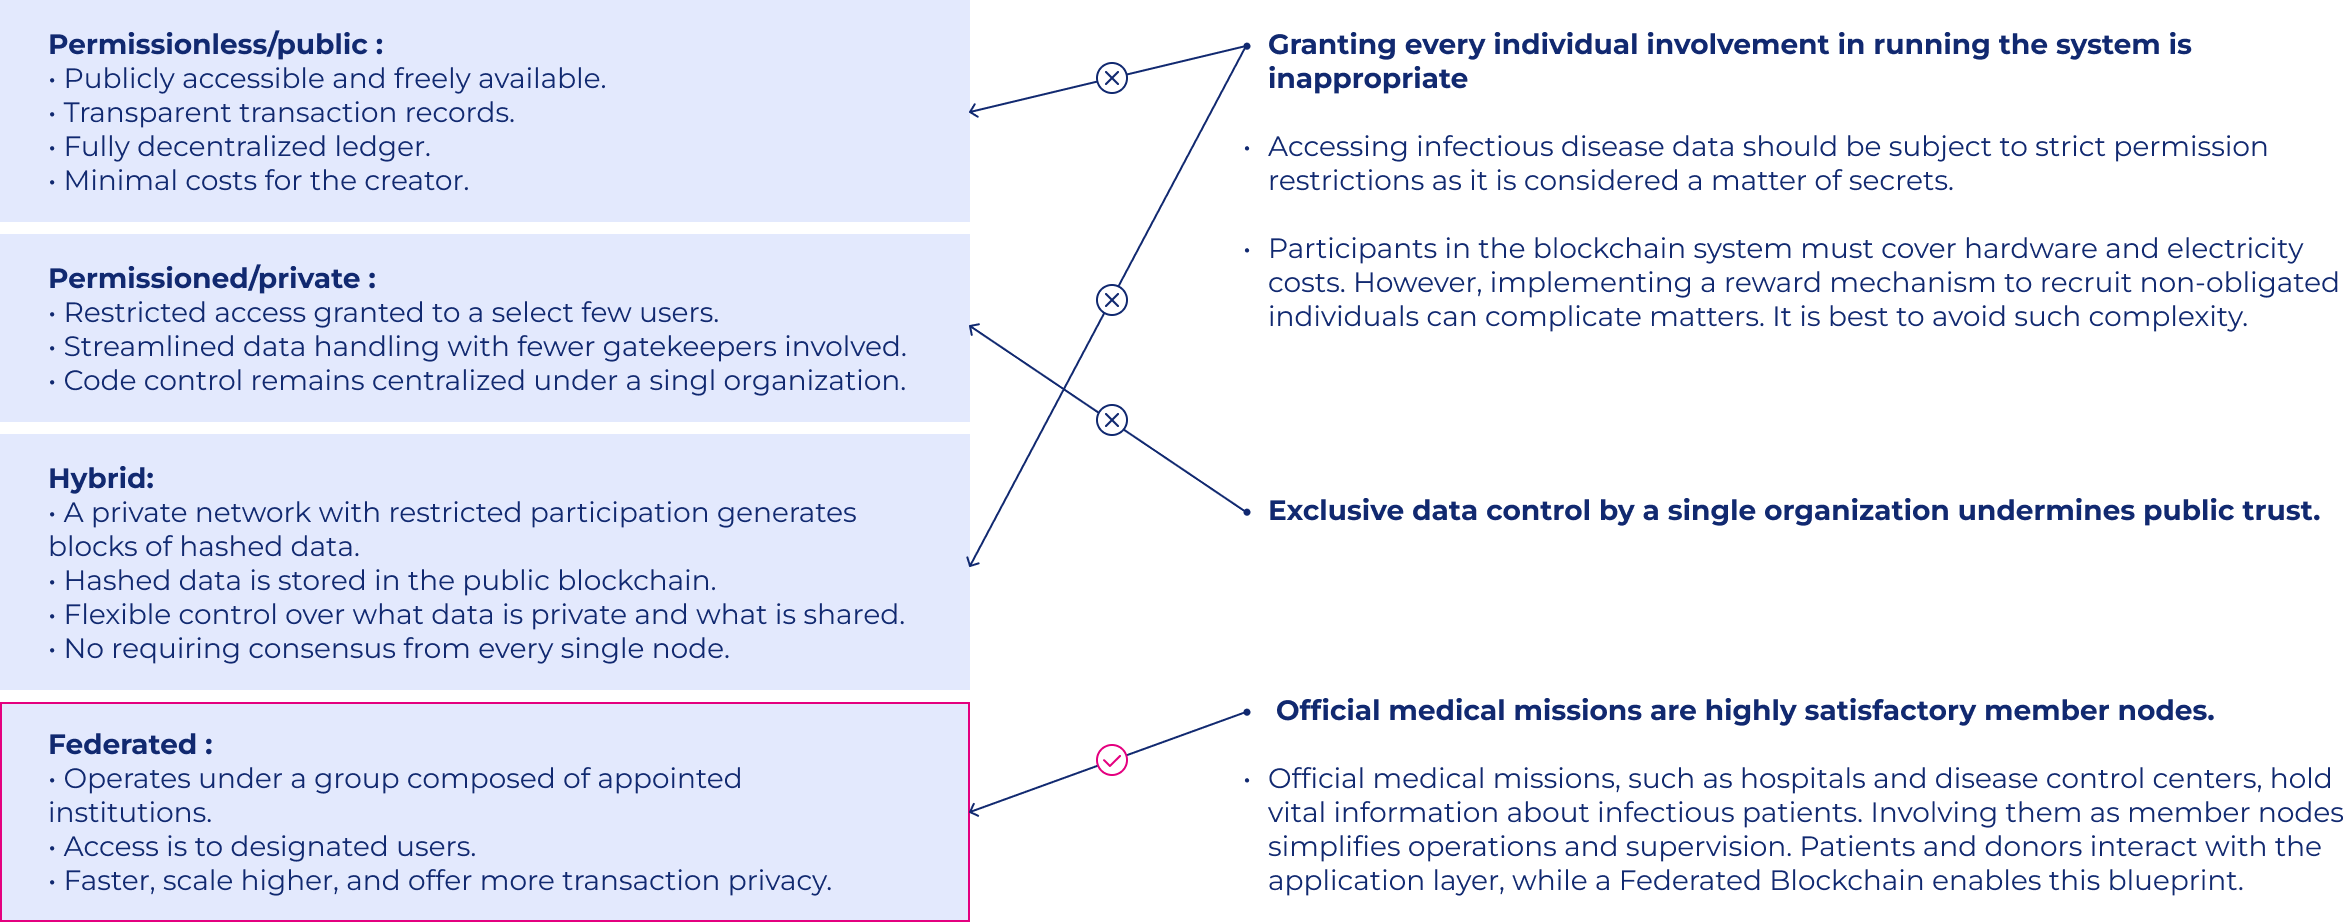 Permissionless/public :
• Publicly accessible and freely available.
• Transparent transaction records.
• Fully decentralized ledger.
• Minimal costs for the creator.
Permissioned/private :
• Restricted access granted to a select few users.
• Streamlined data handling with fewer gatekeepers involved.
• Code control remains centralized under a singl organization.
Hybrid:
• A private network with restricted participation generates
blocks of hashed data.
• Hashed data is stored in the public blockchain.
• Flexible control over what data is private and what is shared.
• No requiring consensus from every single node.
Federated :
• Operates under a group composed of appointed
institutions.
• Access is to designated users.
• Faster, scale higher, and offer more transaction privacy.
• Granting every individual involvement in running the system is
inappropriate
• Accessing infectious disease data should be subject to strict permission
restrictions as it is considered a matter of secrets.
• Participants in the blockchain system must cover hardware and electricity
costs. However, implementing a reward mechanism to recruit non-obligated
individuals can complicate matters. It is best to avoid such complexity.
• Exclusive data control by a single organization undermines public trust.
• Official medical missions are highly satisfactory member nodes.
• Official medical missions, such as hospitals and disease control centers, hold
vital information about infectious patients. Involving them as member nodes
simplifies operations and supervision. Patients and donors interact with the
application layer, while a Federated Blockchain enables this blueprint.